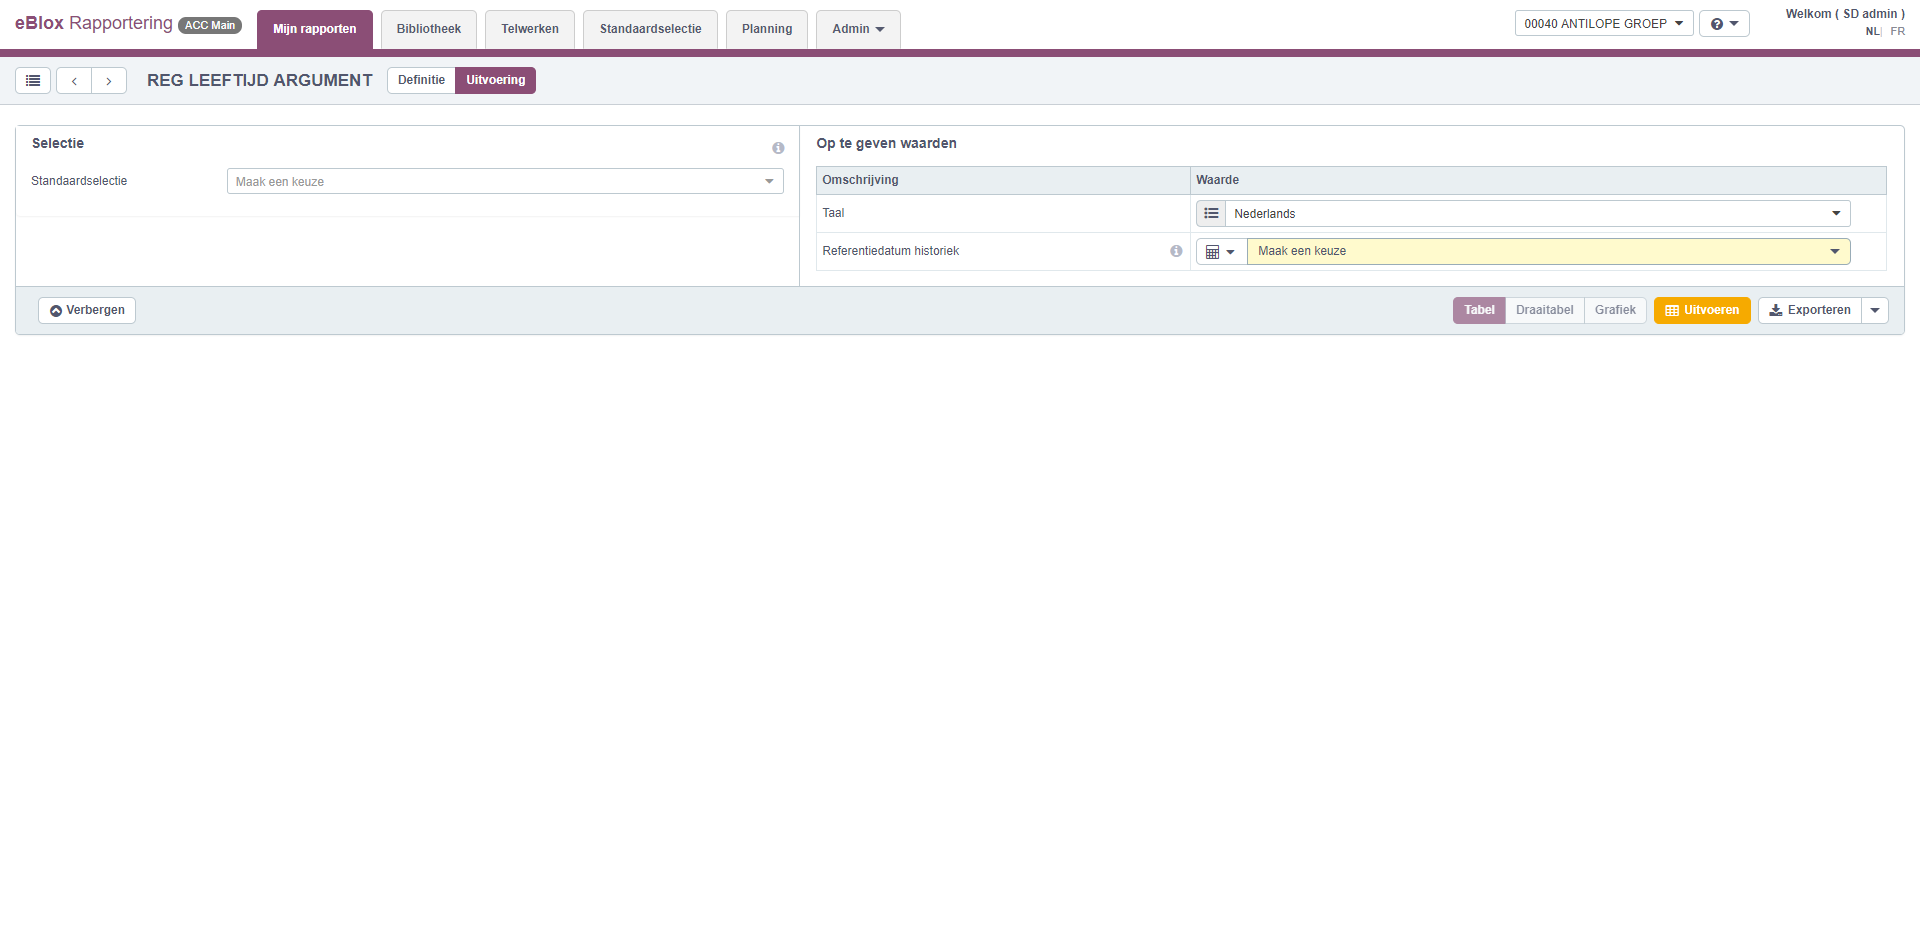 eBlox Rapportering ACC Main
Mijn rapporten
Bibliotheek
Telwerken
Standaardselectie
Planning
Admin
00040 ANTILOPE GROEP
Welkom ( SD admin )
NL| FR
REG LEEFTIJD ARGUMENT
Definitie
Uitvoering
Selectie
Standaardselectie
Maak een keuze
Op te geven waarden
Omschrijving
Waarde
Taal
Nederlands
Referentiedatum historiek
Maak een keuze
Verbergen
Tabel
Draaitabel
Grafiek
Uitvoeren
Exporteren